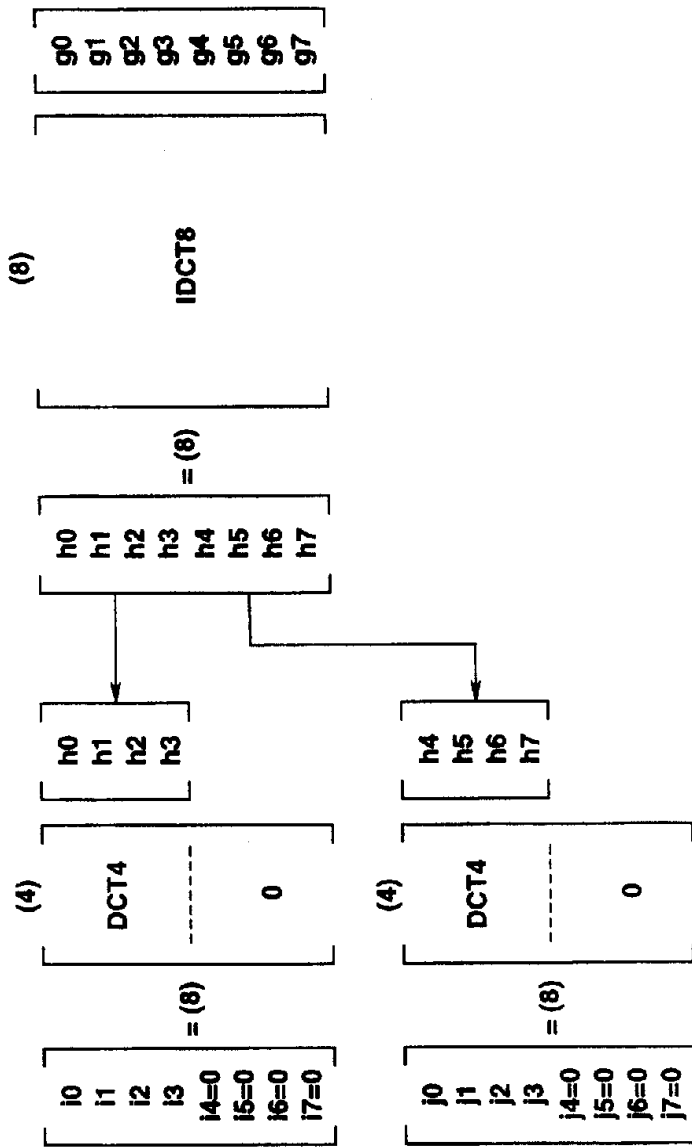 i0
i1
i2
i3
i4=0
i5=0
i6=0
i7=0
= (8)
(4)
DCT4
0
h0
h1
h2
h3
h0
h1
h2
h3
h4
h5
h6
h7
= (8)
(8)
IDCT8
g0
g1
g2
g3
g4
g5
g6
g7
j0
j1
j2
j3
j4=0
j5=0
j6=0
j7=0
= (8)
(4)
DCT4
0
h4
h5
h6
h7